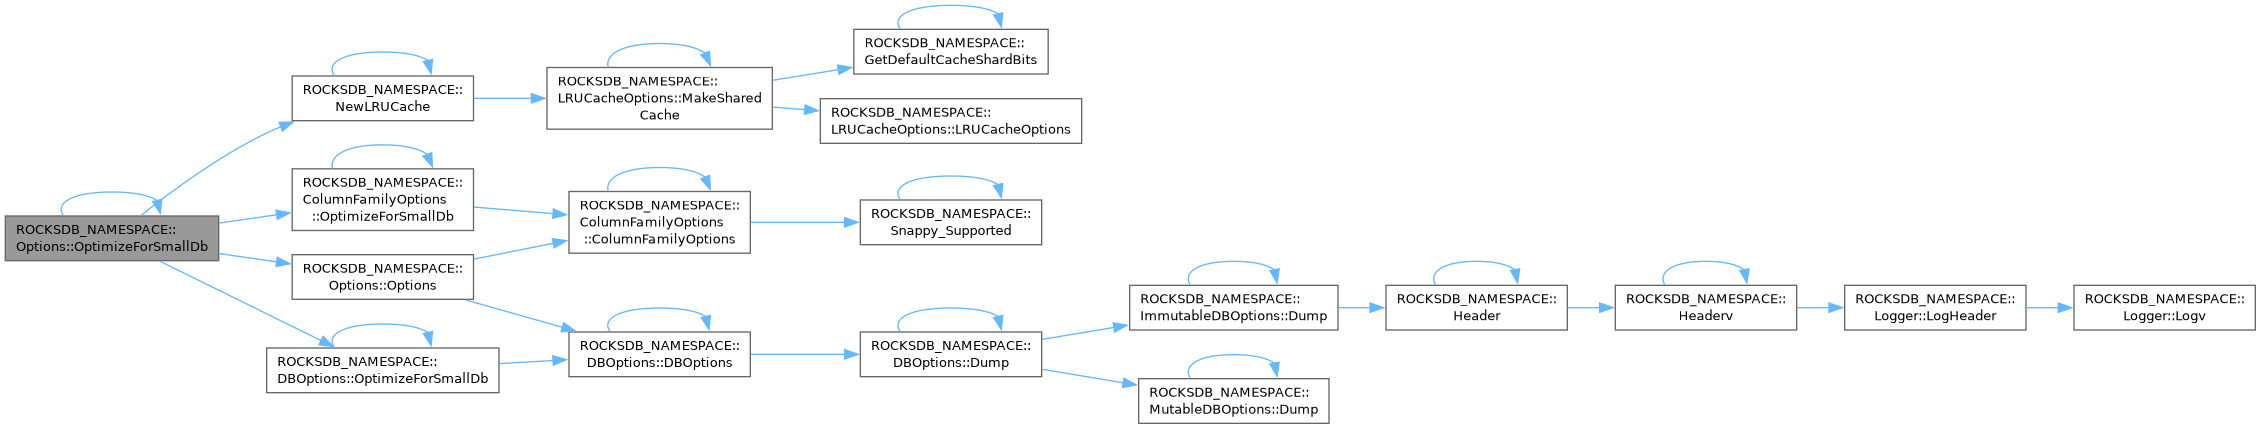 ROCKSDB_NAMESPACE::
Options::OptimizeForSmallDb
ROCKSDB_NAMESPACE::
NewLRUCache
ROCKSDB_NAMESPACE::
LRUCacheOptions::MakeShared
Cache
ROCKSDB_NAMESPACE::
GetDefaultCacheShardBits
ROCKSDB_NAMESPACE::
LRUCacheOptions::LRUCacheOptions
ROCKSDB_NAMESPACE::
ColumnFamilyOptions
::OptimizeForSmallDb
ROCKSDB_NAMESPACE::
ColumnFamilyOptions
::ColumnFamilyOptions
ROCKSDB_NAMESPACE::
Snappy_Supported
ROCKSDB_NAMESPACE::
Options::Options
ROCKSDB_NAMESPACE::
DBOptions::OptimizeForSmallDb
ROCKSDB_NAMESPACE::
DBOptions::DBOptions
ROCKSDB_NAMESPACE::
DBOptions::Dump
ROCKSDB_NAMESPACE::
ImmutableDBOptions::Dump
ROCKSDB_NAMESPACE::
Header
ROCKSDB_NAMESPACE::
Headerv
ROCKSDB_NAMESPACE::
Logger::LogHeader
ROCKSDB_NAMESPACE::
Logger::Logv
ROCKSDB_NAMESPACE::
MutableDBOptions::Dump